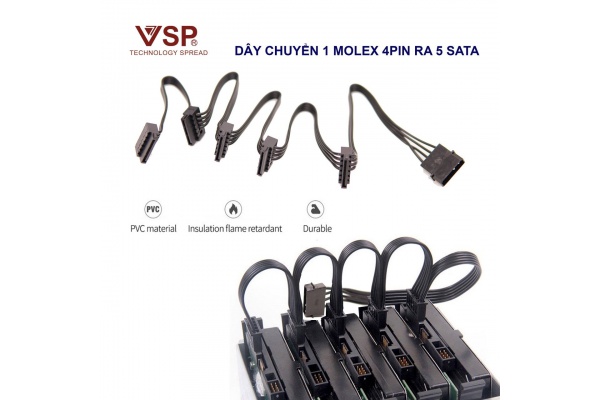 VSP®
TECHNOLOGY SPREAD
DÂY CHUYỂN 1 MOLEX 4PIN RA 5 SATA
PVC
PVC material
Insulation flame retardant
Durable